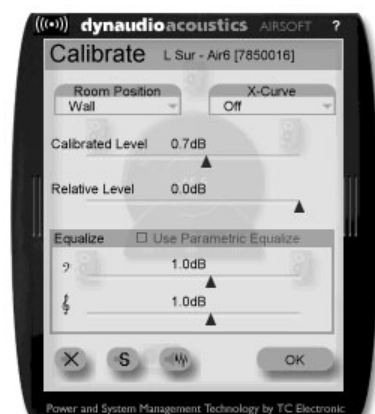 dynaudioacoustics AIRSOFT ?
Calibrate L Sur - Air6 [7850016]
Room Position X-Curve
Wall Off
Calibrated Level 0.7dB
Relative Level 0.0dB
Equalize Use Parametric Equalize
1.0dB
1.0dB
S OK
Power and System Management Technology by TC Electronic